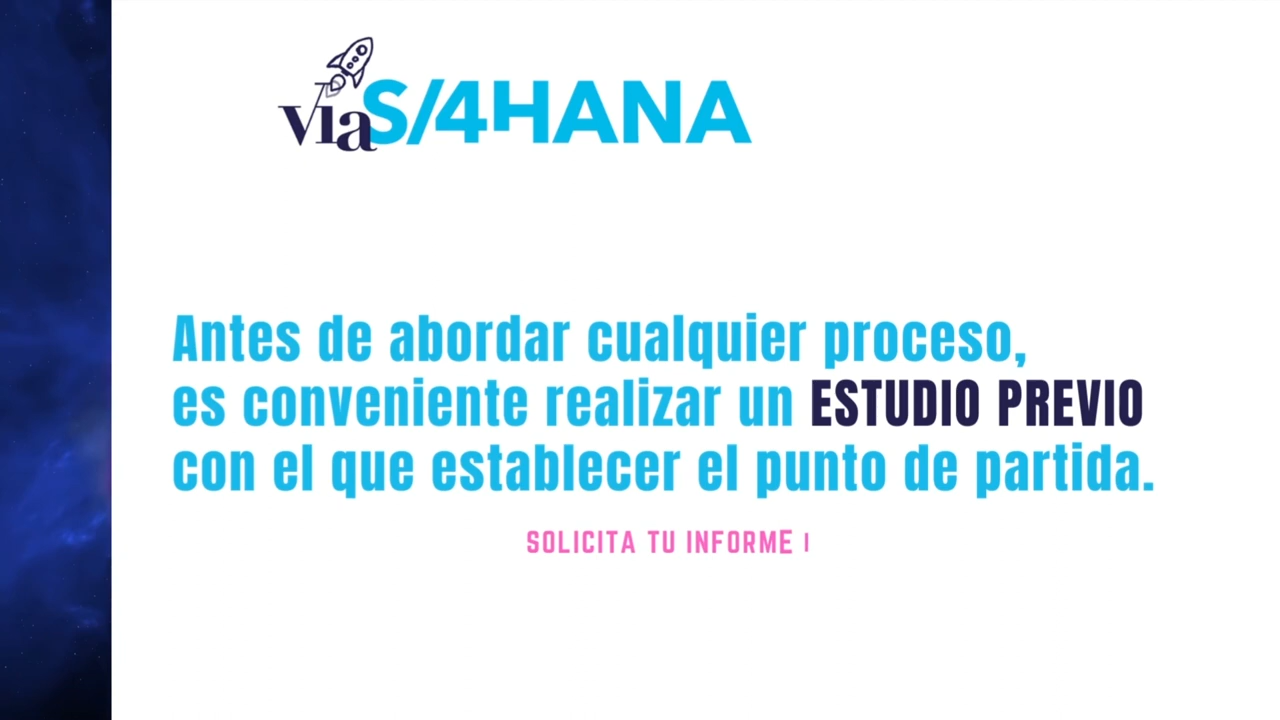 vıaS/4HANA
Antes de abordar cualquier proceso,
es conveniente realizar un ESTUDIO PREVIO
con el que establecer el punto de partida.
SOLICITA TU INFORME